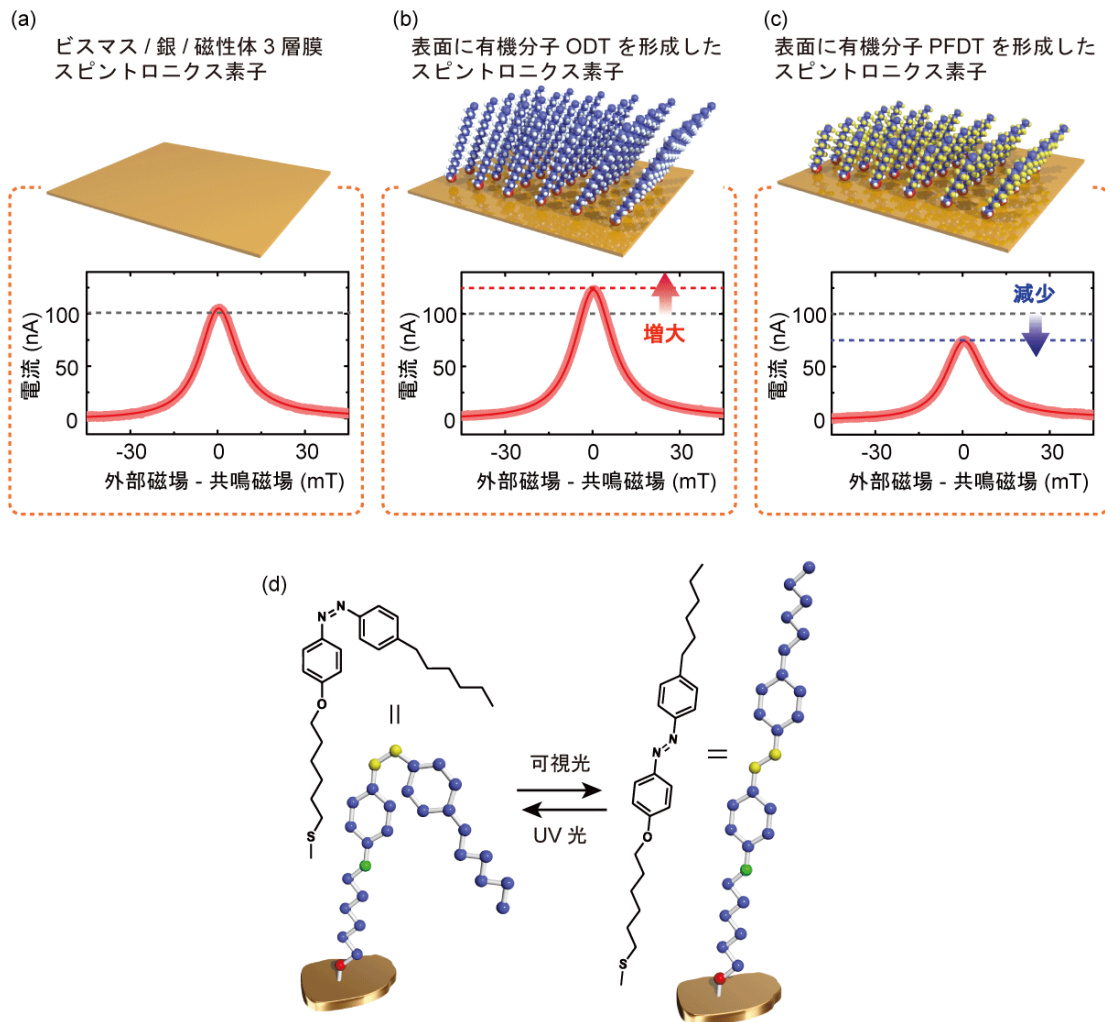 (a)
ビスマス / 銀 / 磁性体 3 層膜
スピントロニクス素子
電流 (nA)
100
50
0
-30
0
30
外部磁場 - 共鳴磁場 (mT)
(b)
表面に有機分子 ODT を形成した
スピントロニクス素子
増大
電流 (nA)
100
50
0
-30
0
30
外部磁場 - 共鳴磁場 (mT)
(c)
表面に有機分子 PFDT を形成した
スピントロニクス素子
減少
電流 (nA)
100
50
0
-30
0
30
外部磁場 - 共鳴磁場 (mT)
(d)
N
N
O
S
=
可視光
UV 光
N
N
O
S
=